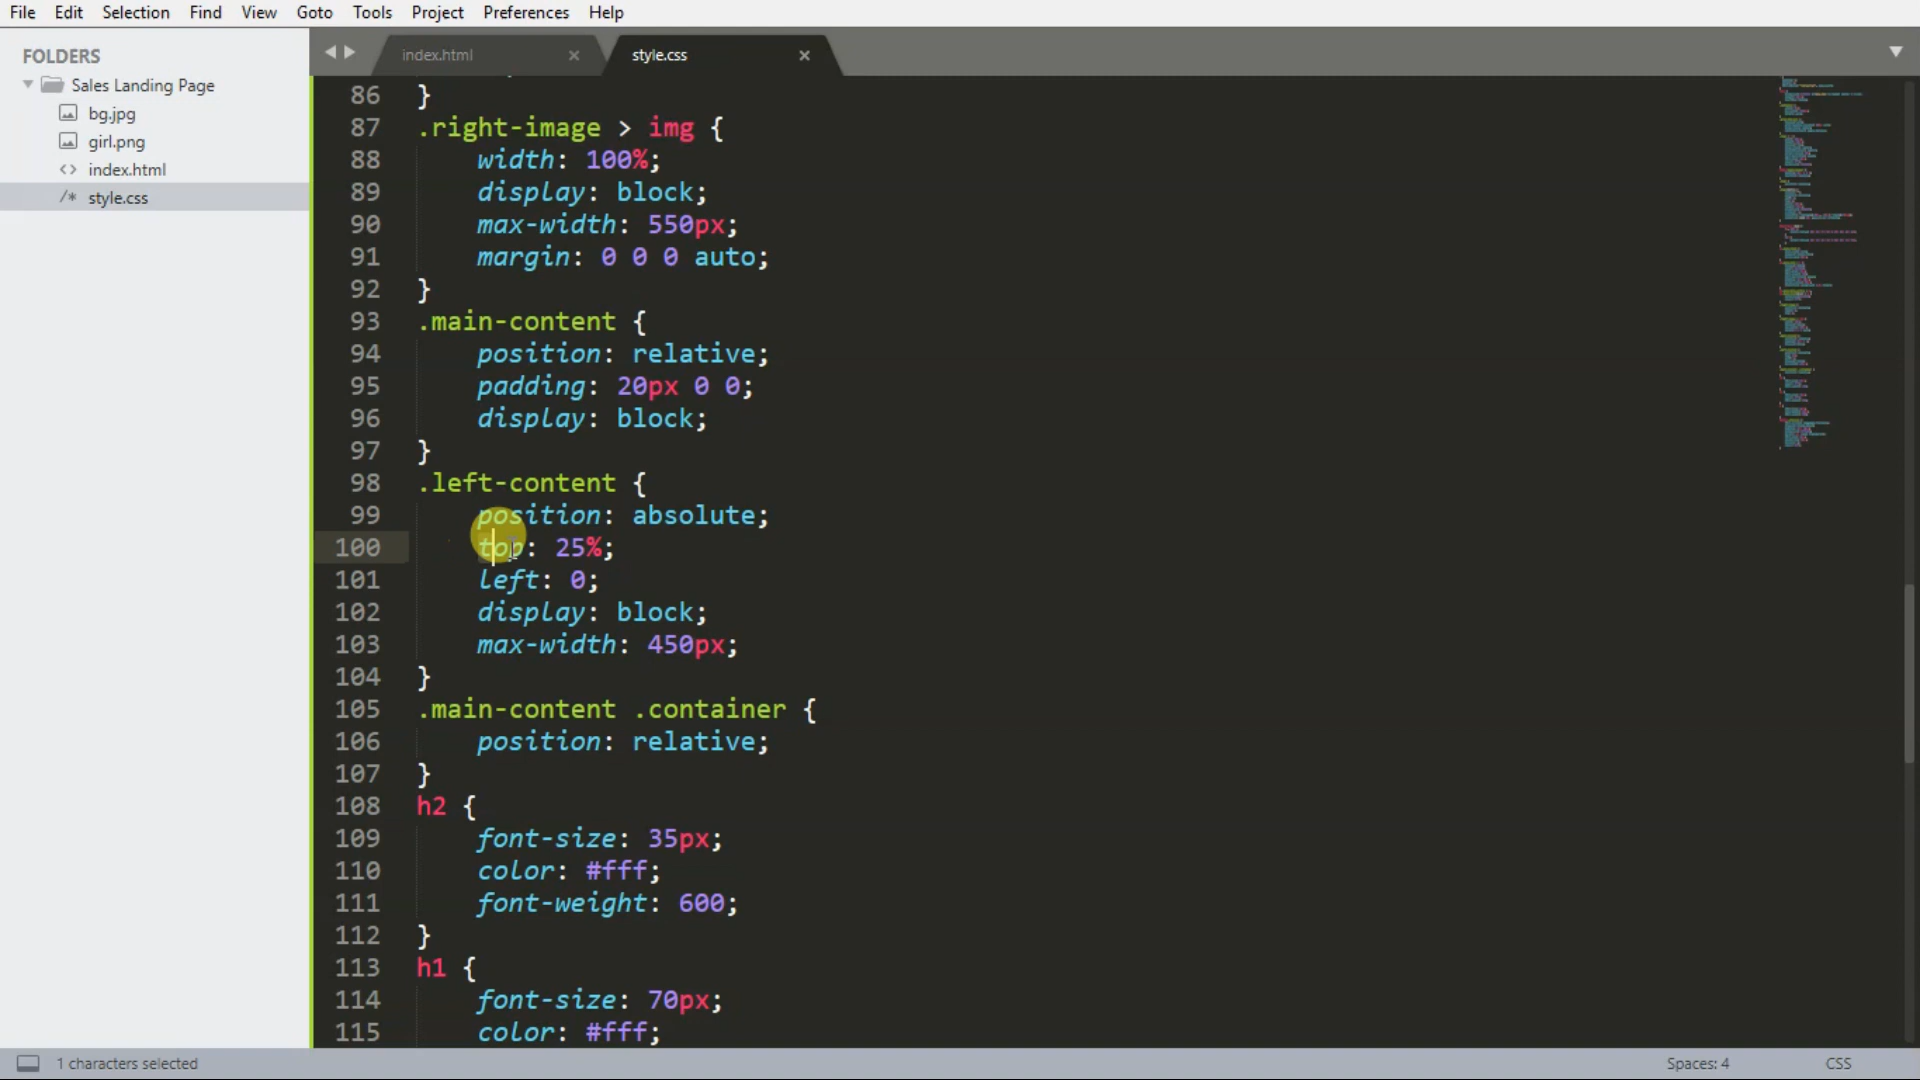 File Edit Selection Find View Goto Tools Project Preferences Help
FOLDERS
Sales Landing Page
bg.jpg
girl.png
<> index.html
/* style.css
index.html × style.css ×
86 }
87 .right-image > img {
88 width: 100%;
89 display: block;
90 max-width: 550px;
91 margin: 0 0 0 auto;
92 }
93 .main-content {
94 position: relative;
95 padding: 20px 0 0;
96 display: block;
97 }
98 .left-content {
99 position: absolute;
100 top: 25%;
101 left: 0;
102 display: block;
103 max-width: 450px;
104 }
105 .main-content .container {
106 position: relative;
107 }
108 h2 {
109 font-size: 35px;
110 color: #fff;
111 font-weight: 600;
112 }
113 h1 {
114 font-size: 70px;
115 color: #fff;
1 characters selected
Spaces: 4 CSS